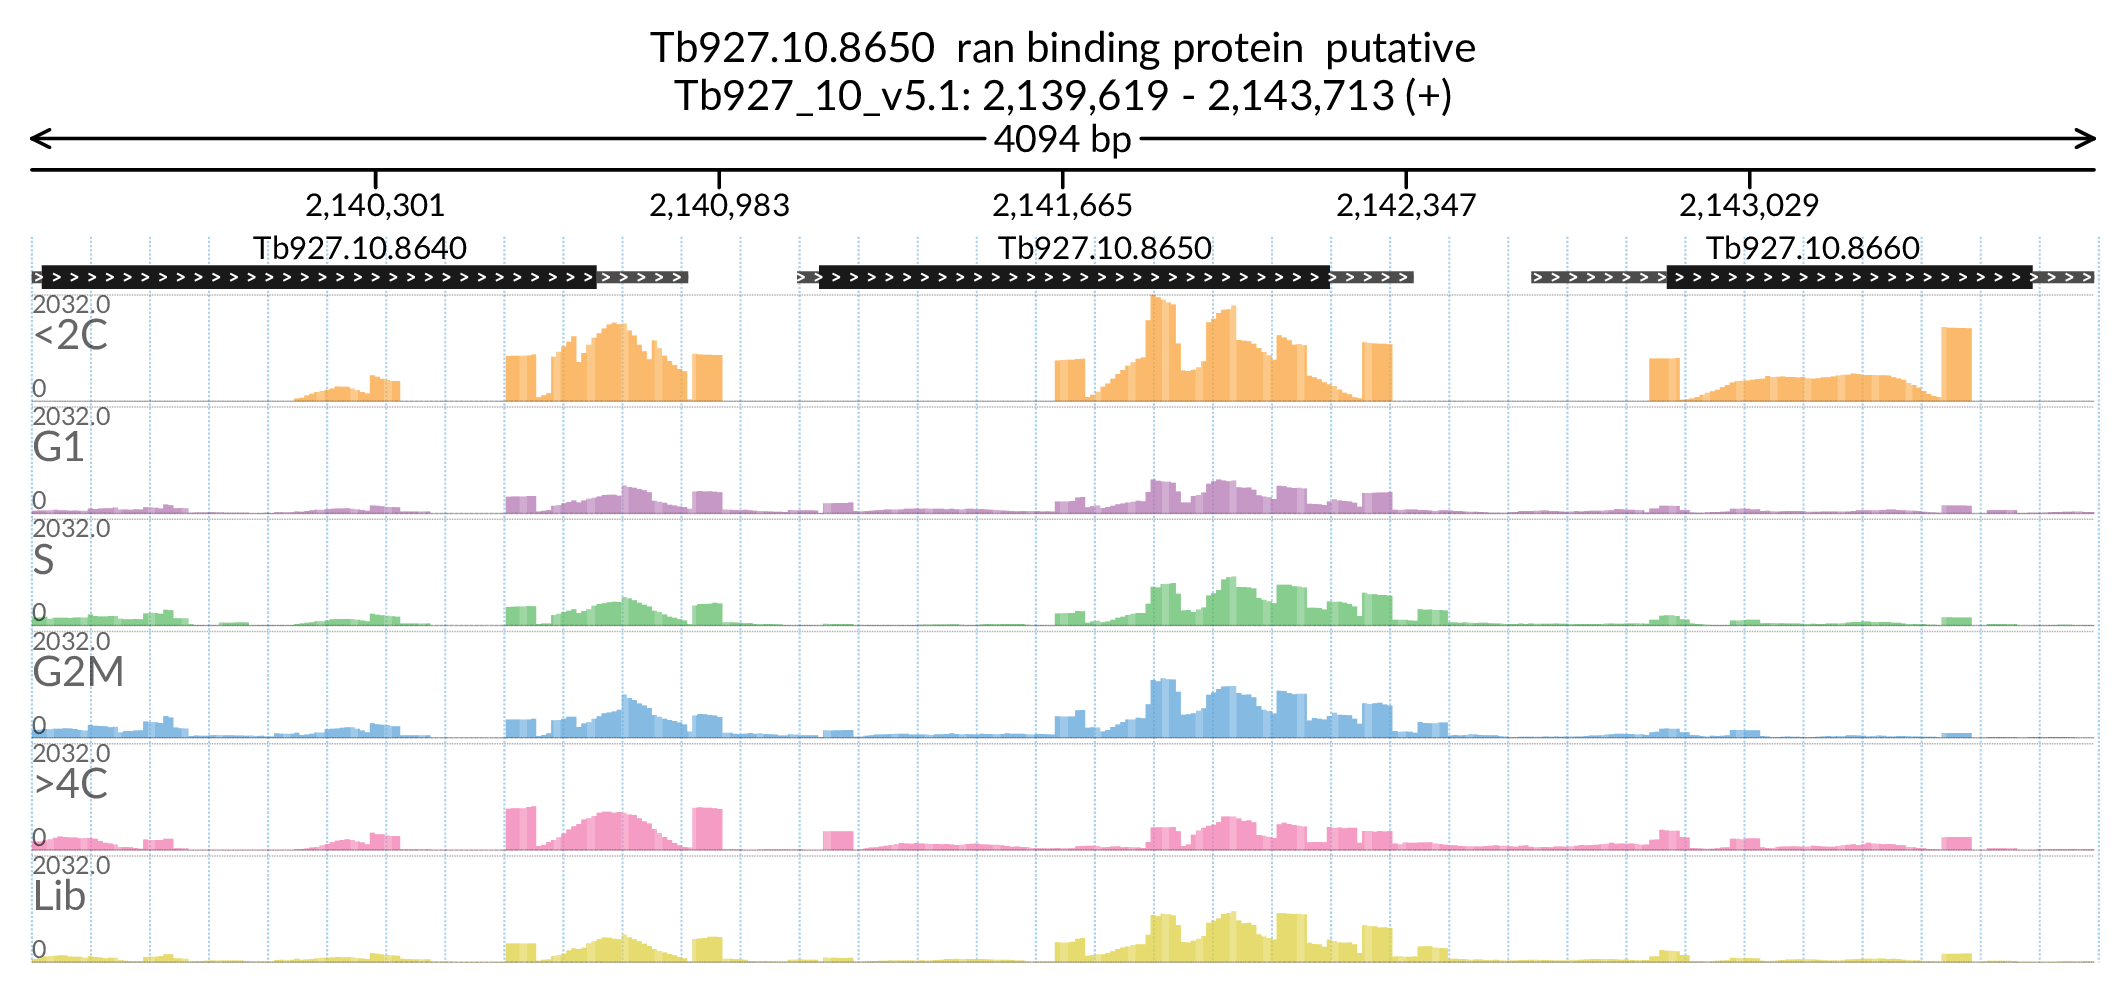 Tb927.10.8650  ran binding protein  putative
Tb927_10_v5.1: 2,139,619 - 2,143,713 (+)
4094 bp
2,140,301 2,140,983 2,141,665 2,142,347 2,143,029
Tb927.10.8640 Tb927.10.8650 Tb927.10.8660
2032.0
<2C
0
2032.0
G1
0
2032.0
S
0
2032.0
G2M
0
2032.0
>4C
0
2032.0
Lib
0